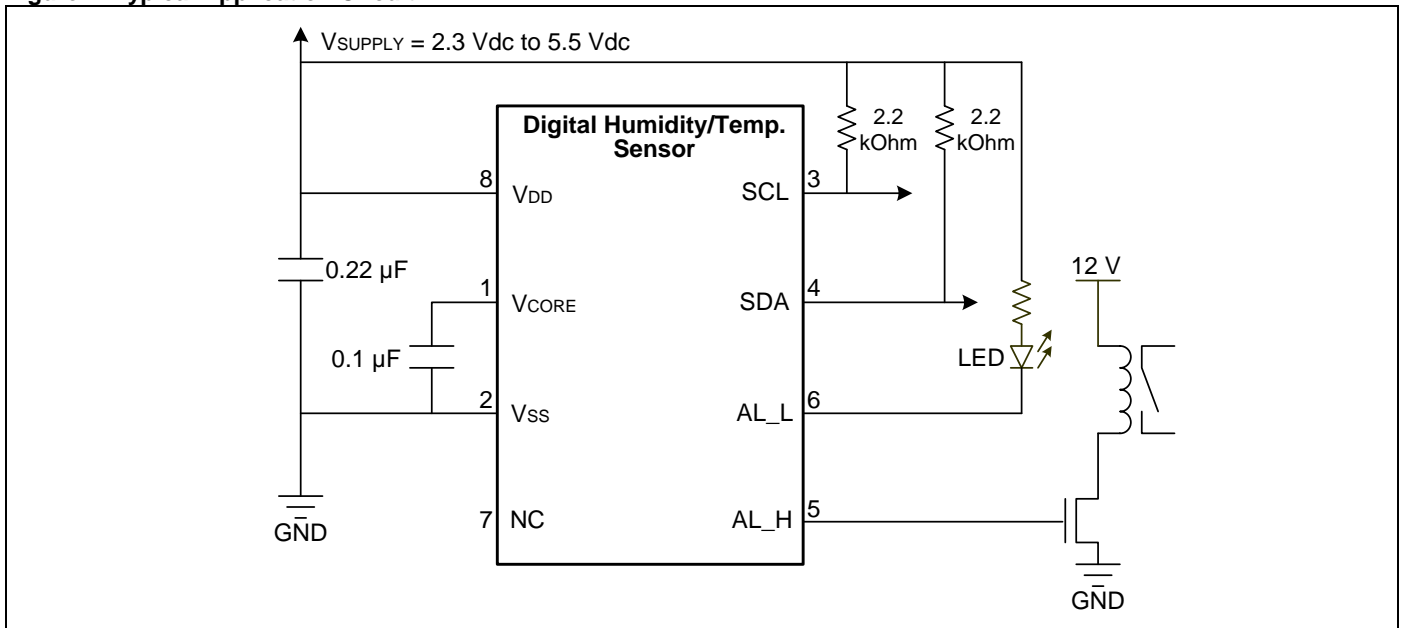 VSUPPLY = 2.3 Vdc to 5.5 Vdc
Digital Humidity/Temp.
Sensor
2.2
kOhm
2.2
kOhm
8
VDD
SCL
3
0.22 µF
12 V
1
VCORE
SDA
4
0.1 µF
LED
2
VSS
AL_L
6
7
NC
AL_H
5
GND
GND